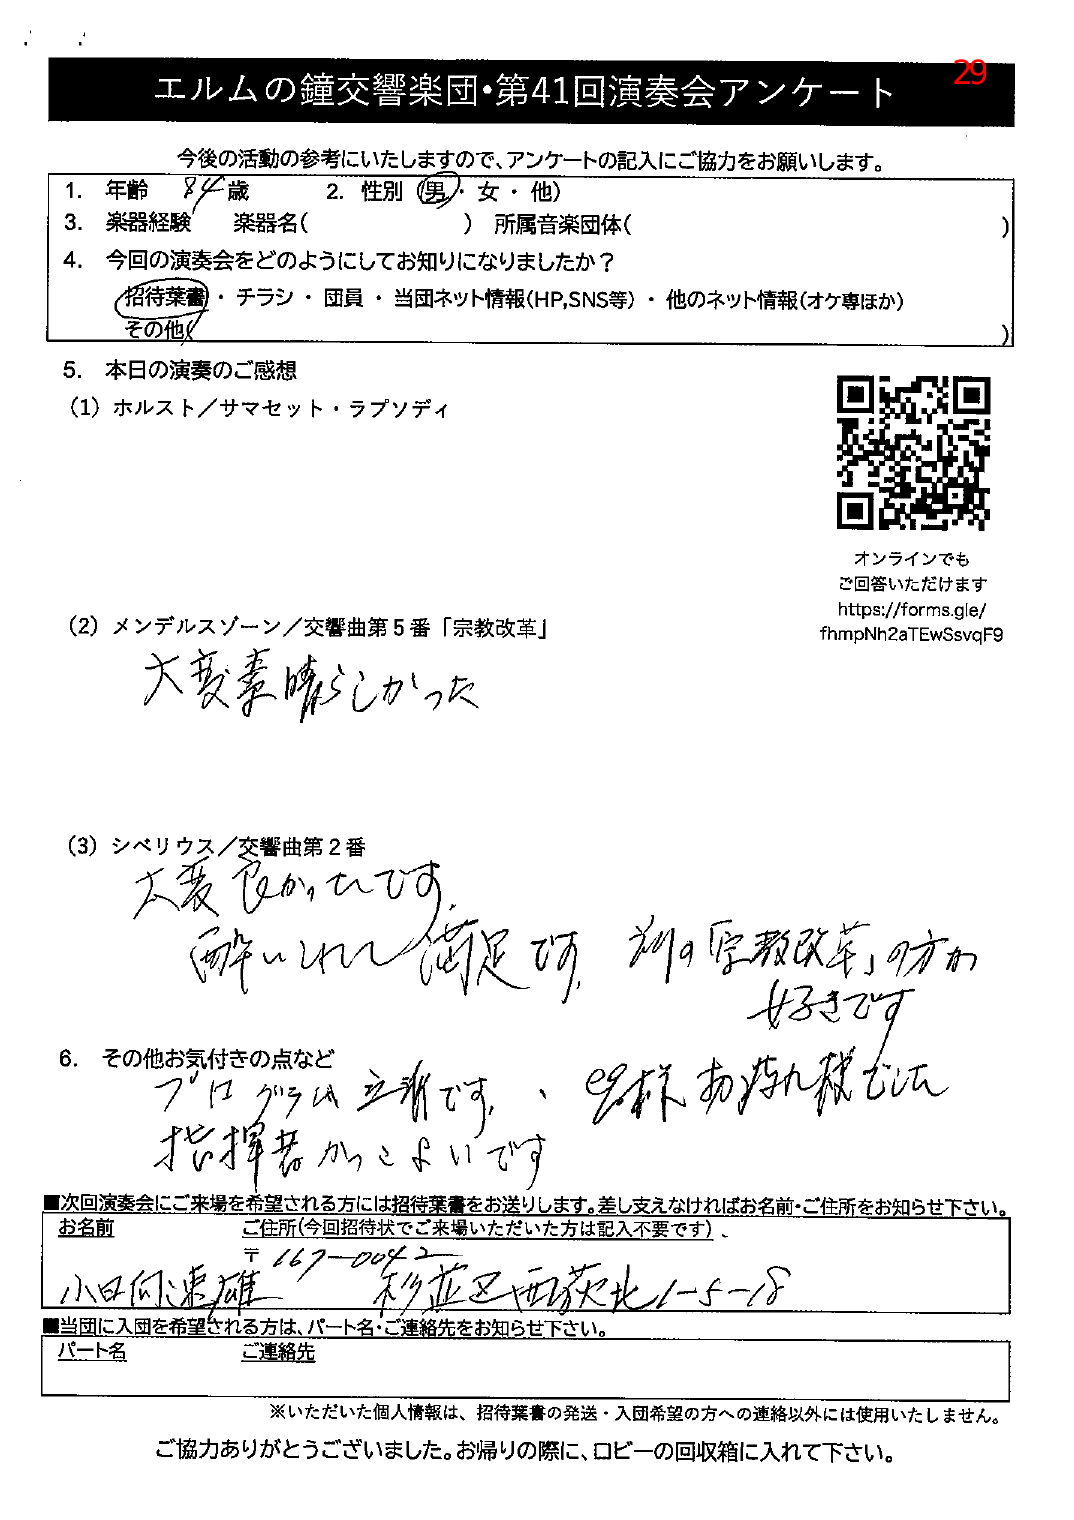 29
エルムの鐘交響楽団・第41回演奏会アンケート
今後の活動の参考にいたしますので、アンケートの記入にご協力をお願いします。
1. 年齢 84 歳 2. 性別 (男・女・他)
3. 楽器経験 楽器名( ) 所属音楽団体( )
4. 今回の演奏会をどのようにしてお知りになりましたか？
招待葉書・チラシ・団員・当団ネット情報(HP,SNS等)・他のネット情報(オケ専ほか)
その他( )
5. 本日の演奏のご感想
(1) ホルスト／サマセット・ラプソディ
オンラインでも
ご回答いただけます
https://forms.gle/
fhmpNh2aTEwSsvqF9
(2) メンデルスゾーン／交響曲第5番「宗教改革」
大変素晴らしかった
(3) シベリウス／交響曲第2番
大変良かったです。
酔いしれて満足です。前の「宗教改革」の方が
好きです
6. その他お気付きの点など
プログラムは立派です。、皆様お疲れ様でした
指揮者かっこよいです
■次回演奏会にご来場を希望される方には招待葉書をお送りします。差し支えなければお名前・ご住所をお知らせ下さい。
お名前 ご住所(今回招待状でご来場いただいた方は記入不要です)
〒167-0042
小日向速雄 杉並区西荻北1-5-18
■当団に入団を希望される方は、パート名・ご連絡先をお知らせ下さい。
パート名 ご連絡先
※いただいた個人情報は、招待葉書の発送・入団希望の方への連絡以外には使用いたしません。
ご協力ありがとうございました。お帰りの際に、ロビーの回収箱に入れて下さい。